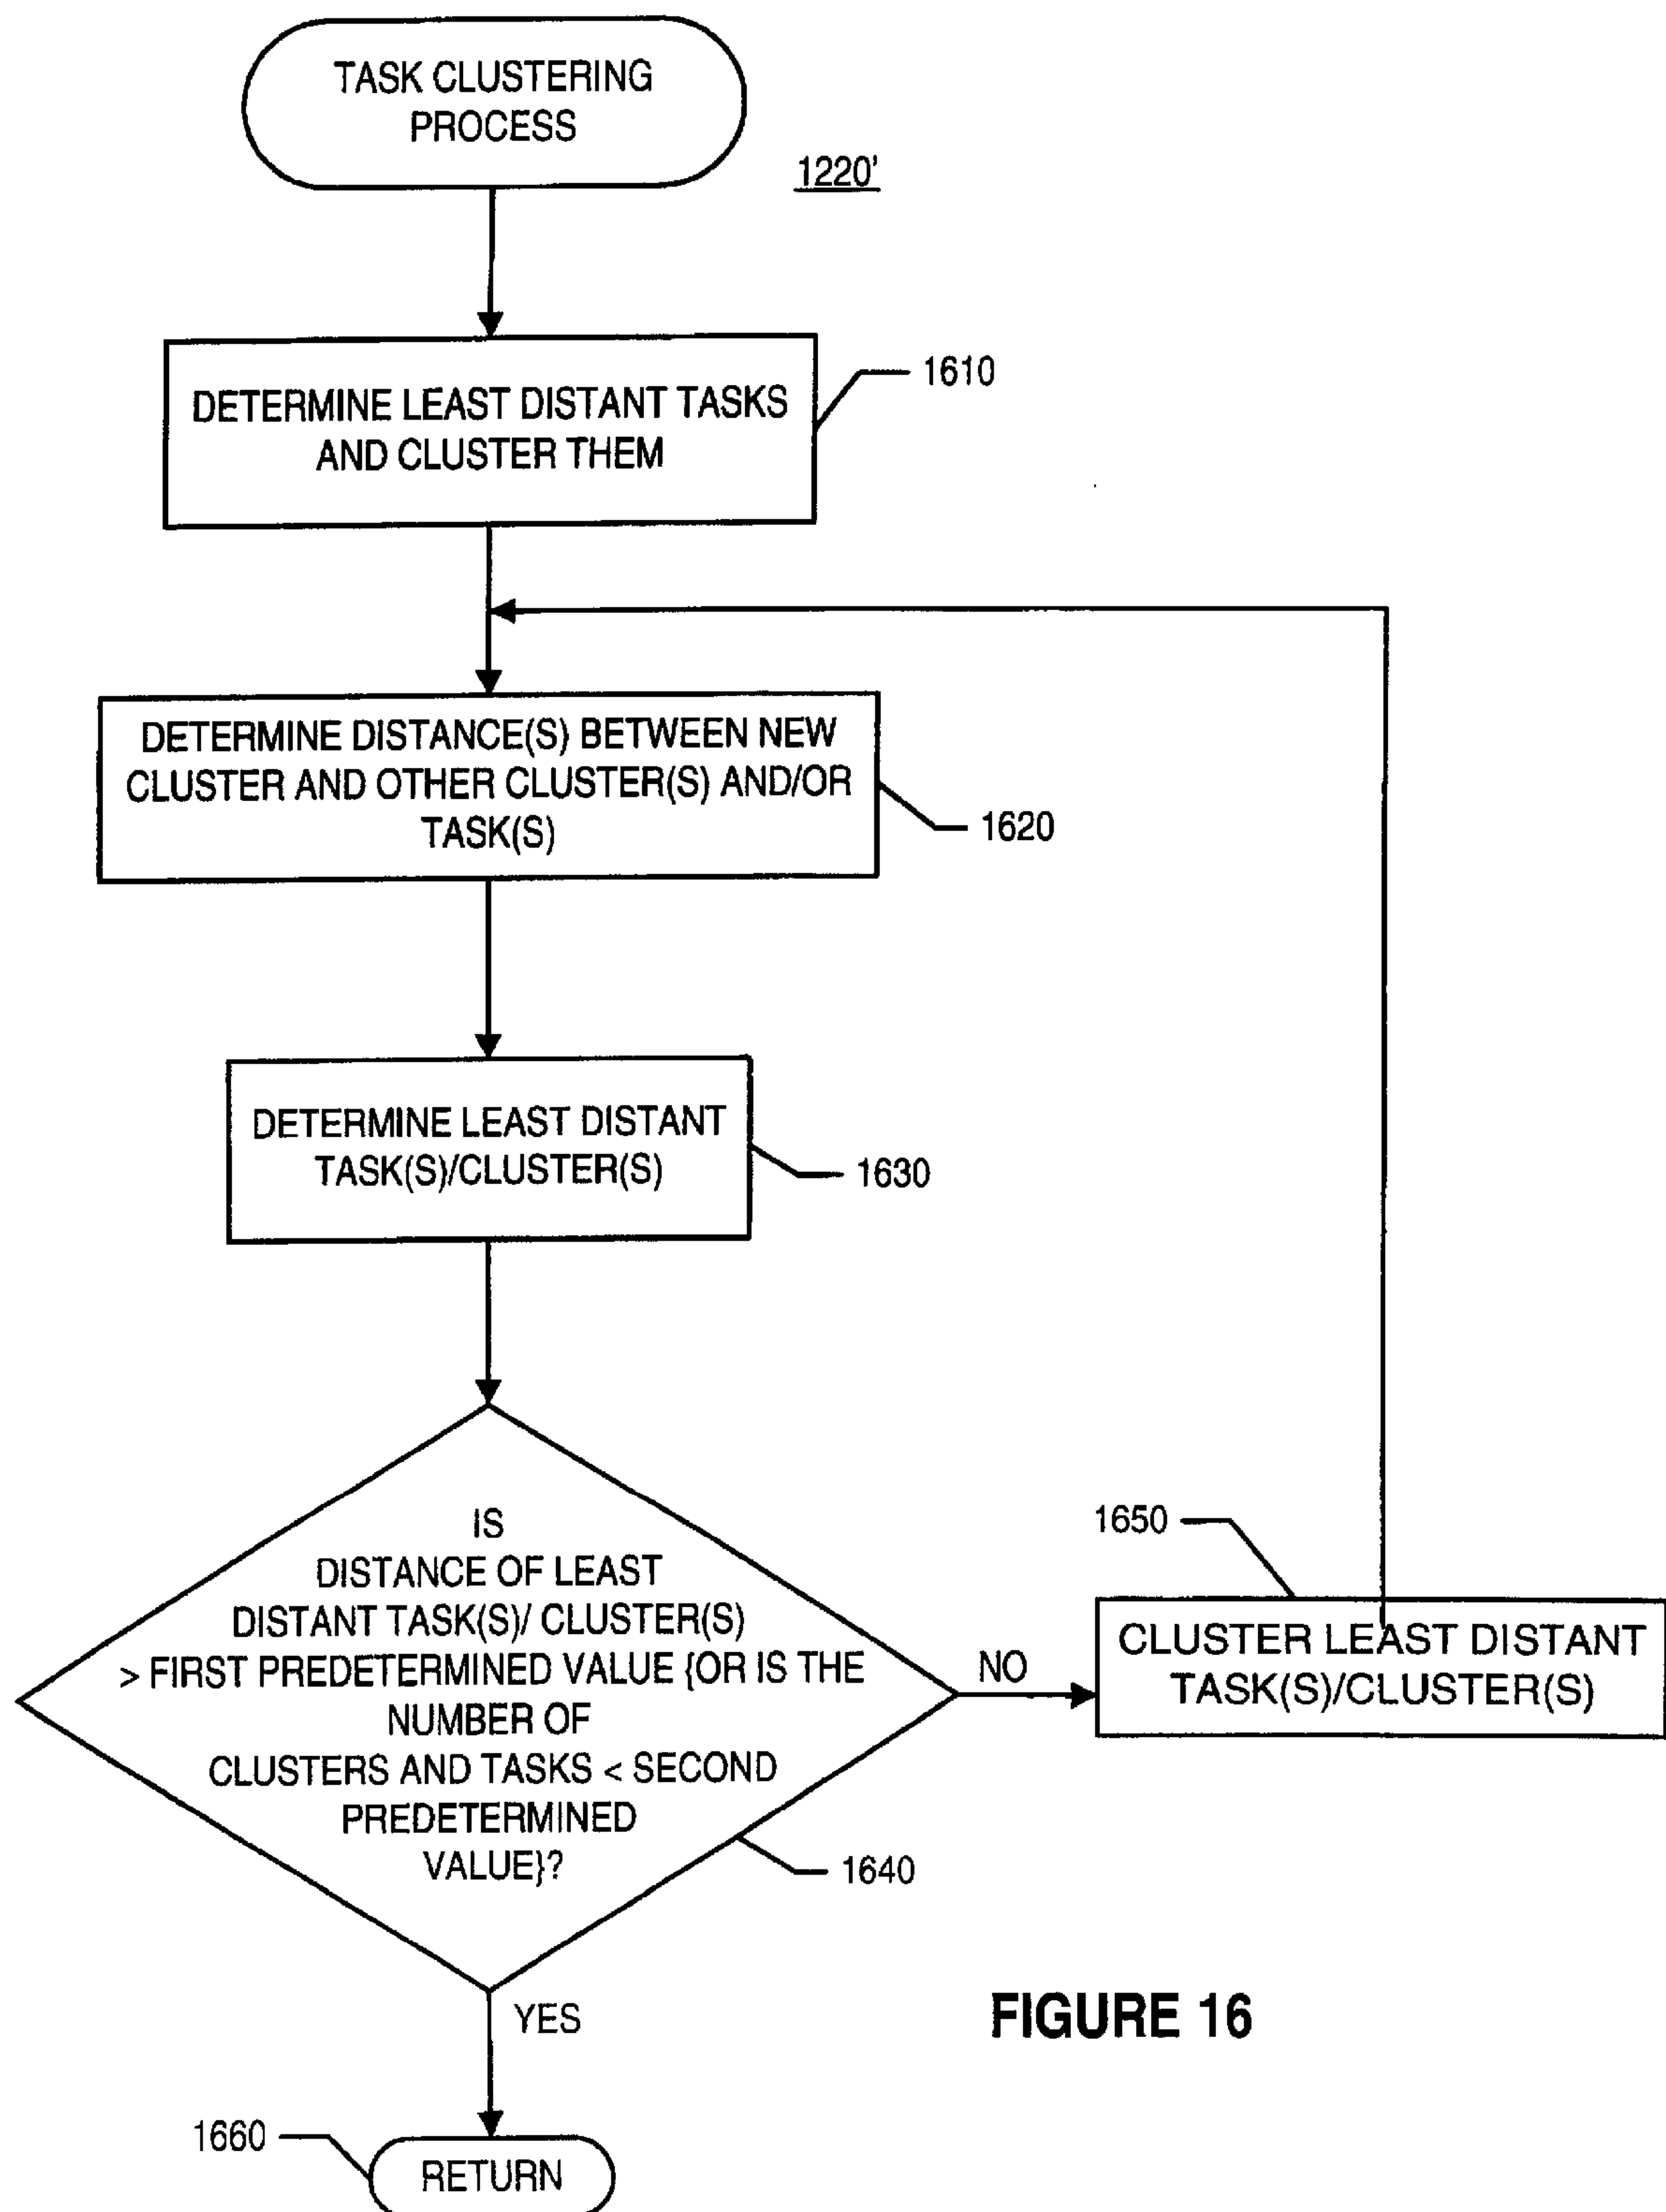 TASK CLUSTERING
PROCESS
1220'
DETERMINE LEAST DISTANT TASKS
AND CLUSTER THEM
1610
DETERMINE DISTANCE(S) BETWEEN NEW
CLUSTER AND OTHER CLUSTER(S) AND/OR
TASK(S)
1620
DETERMINE LEAST DISTANT
TASK(S)/CLUSTER(S)
1630
IS
DISTANCE OF LEAST
DISTANT TASK(S)/ CLUSTER(S)
> FIRST PREDETERMINED VALUE {OR IS THE
NUMBER OF
CLUSTERS AND TASKS < SECOND
PREDETERMINED
VALUE}?
1640
NO
1650
CLUSTER LEAST DISTANT
TASK(S)/CLUSTER(S)
YES
1660
RETURN
FIGURE 16